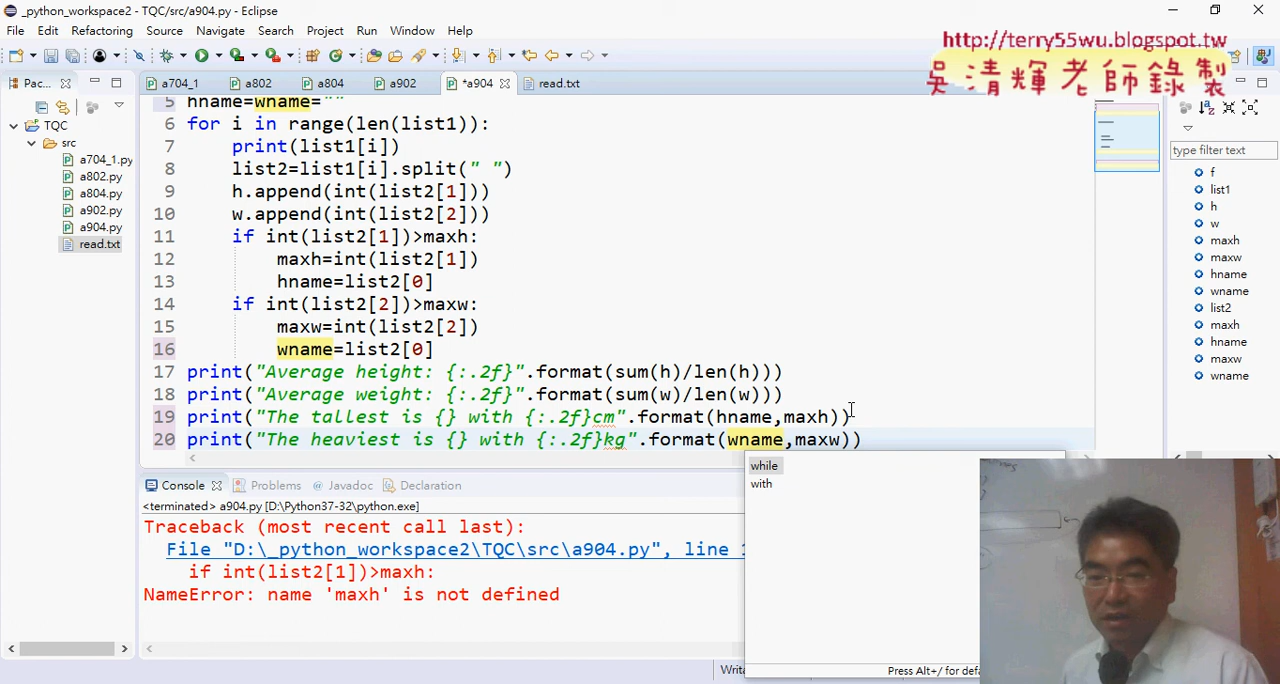 _python_workspace2 - TQC/src/a904.py - Eclipse
File Edit Refactoring Source Navigate Search Project Run Window Help
http://terry55wu.blogspot.tw
吳清輝老師錄製
Pac... a704_1 a802 a804 a902 *a904 read.txt
TQC
src
a704_1.py
a802.py
a804.py
a902.py
a904.py
read.txt
5 hname=wname=""
6 for i in range(len(list1)):
7 print(list1[i])
8 list2=list1[i].split(" ")
9 h.append(int(list2[1]))
10 w.append(int(list2[2]))
11 if int(list2[1])>maxh:
12 maxh=int(list2[1])
13 hname=list2[0]
14 if int(list2[2])>maxw:
15 maxw=int(list2[2])
16 wname=list2[0]
17 print("Average height: {:.2f}".format(sum(h)/len(h)))
18 print("Average weight: {:.2f}".format(sum(w)/len(w)))
19 print("The tallest is {} with {:.2f}cm".format(hname,maxh))
20 print("The heaviest is {} with {:.2f}kg".format(wname,maxw))
type filter text
f
list1
h
w
maxh
maxw
hname
wname
list2
maxh
hname
maxw
wname
while
with
Press Alt+/ for defa
Console Problems Javadoc Declaration
<terminated> a904.py [D:\Python37-32\python.exe]
Traceback (most recent call last):
File "D:\_python_workspace2\TQC\src\a904.py", line 1
if int(list2[1])>maxh:
NameError: name 'maxh' is not defined
Writa